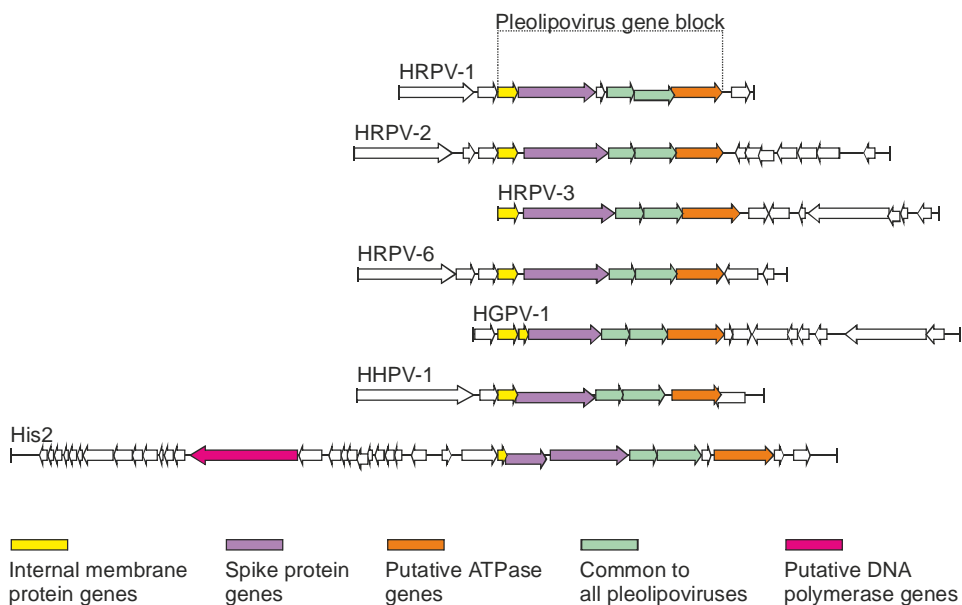 Pleolipovirus gene block
HRPV-1
HRPV-2
HRPV-3
HRPV-6
HGPV-1
HHPV-1
His2
Internal membrane
protein genes
Spike protein
genes
Putative ATPase
genes
Common to
all pleolipoviruses
Putative DNA
polymerase genes